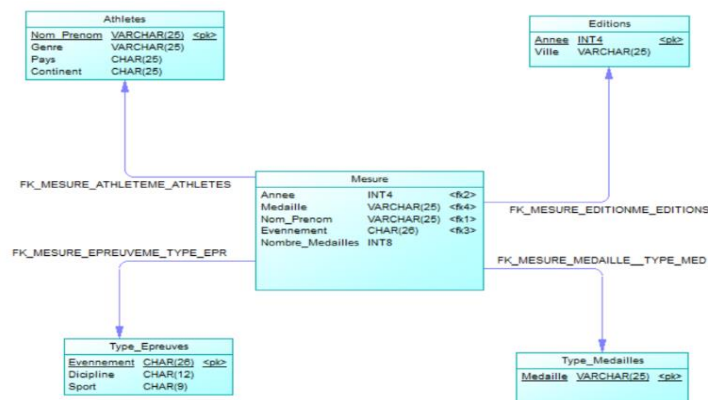 Athletes
Nom_Prenom VARCHAR(25) <pk>
Genre VARCHAR(25)
Pays CHAR(25)
Continent CHAR(25)
Editions
Annee INT4 <pk>
Ville VARCHAR(25)
FK_MESURE_ATHLETEME_ATHLETES
Mesure
Annee INT4 <fk2>
Medaille VARCHAR(25) <fk4>
Nom_Prenom VARCHAR(25) <fk1>
Evennement CHAR(26) <fk3>
Nombre_Medailles INT8
FK_MESURE_EDITIONME_EDITIONS
FK_MESURE_EPREUVEME_TYPE_EPR
FK_MESURE_MEDAILLE__TYPE_MED
Type_Epreuves
Evennement CHAR(26) <pk>
Dicipline CHAR(12)
Sport CHAR(9)
Type_Medailles
Medaille VARCHAR(25) <pk>